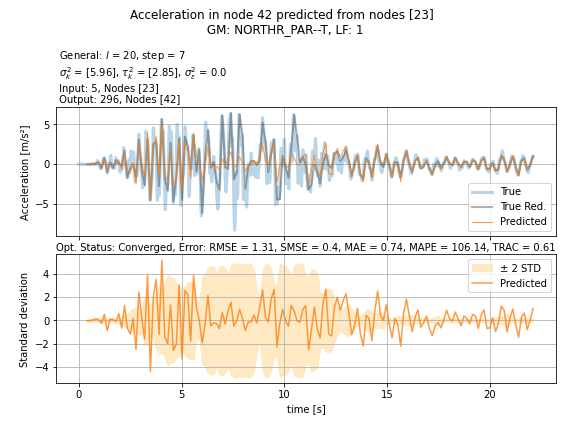 Acceleration in node 42 predicted from nodes [23]
GM: NORTHR_PAR--T, LF: 1
General: l = 20, step = 7
σ²ₖ = [5.96], τ²ₖ = [2.85], σ²ₑ = 0.0
Input: 5, Nodes [23]
Output: 296, Nodes [42]
Acceleration [m/s²]
5
0
−5
True
True Red.
Predicted
Opt. Status: Converged, Error: RMSE = 1.31, SMSE = 0.4, MAE = 0.74, MAPE = 106.14, TRAC = 0.61
Standard deviation
4
2
0
−2
−4
± 2 STD
Predicted
0 5 10 15 20
time [s]